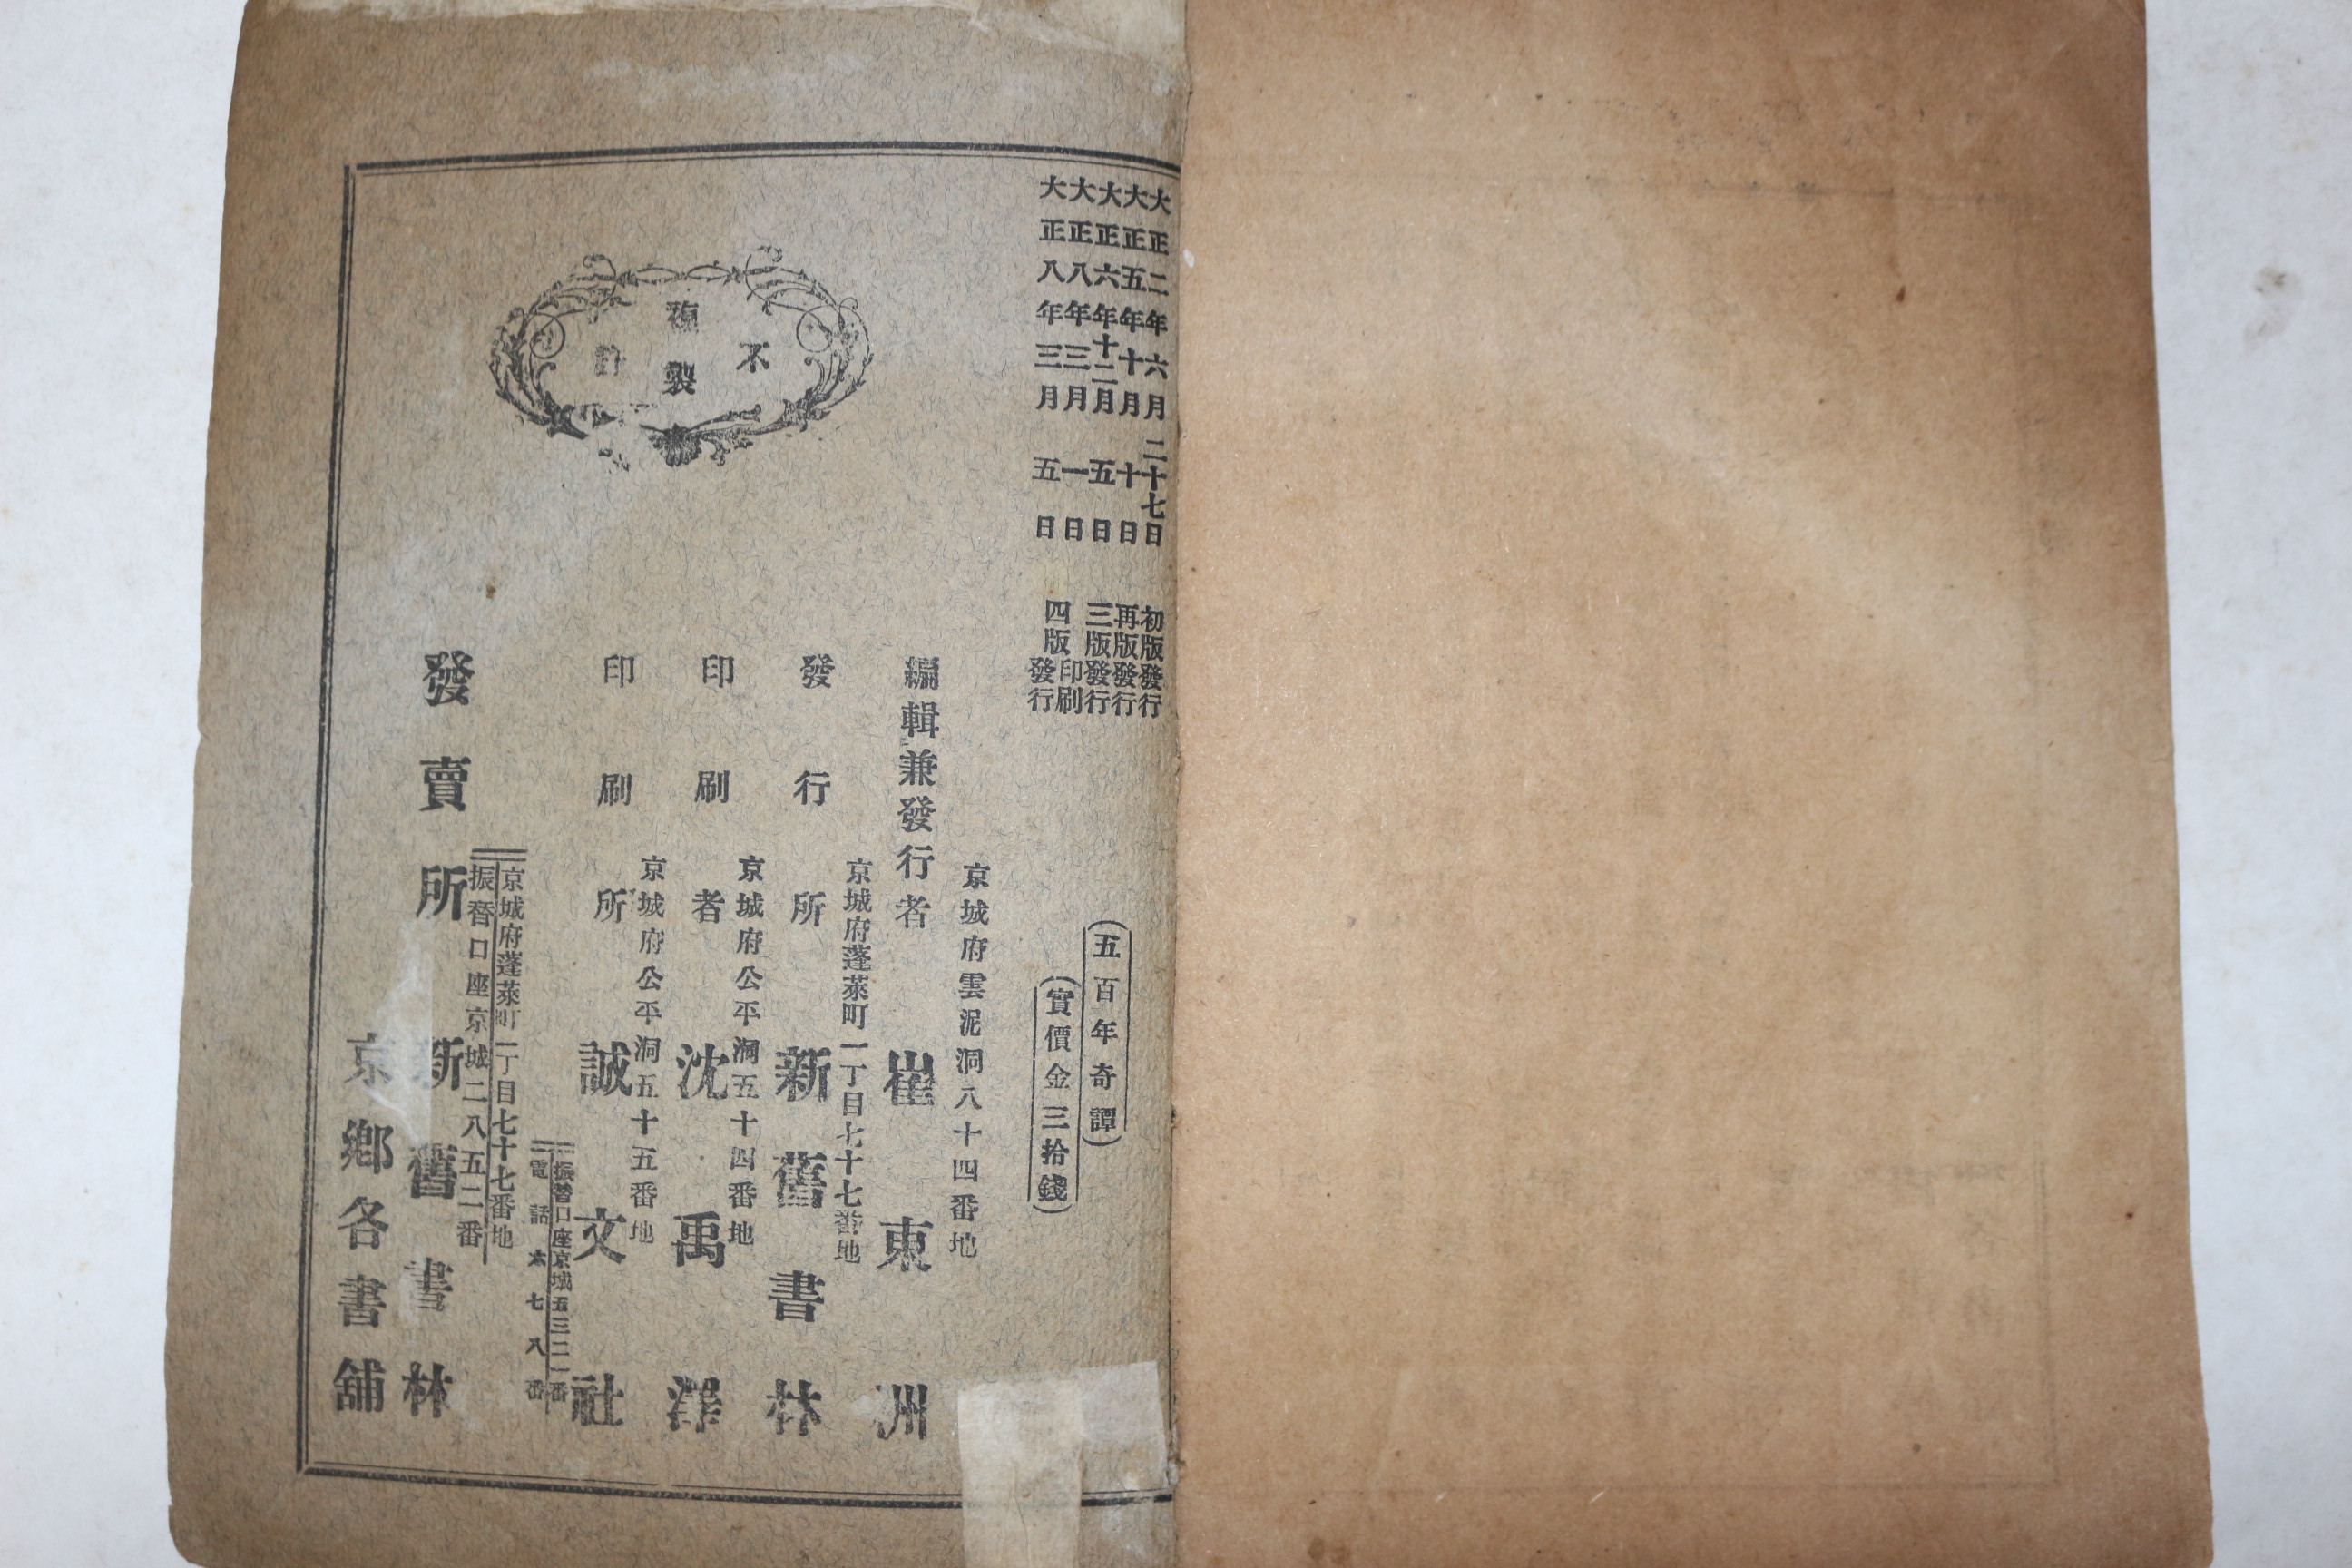 大正二年六月二十七日 初版發行
大正五年十月十日 再版發行
大正六年十二月五日 三版發行
大正八年三月一日 四版印刷
大正八年三月五日 發行
(五百年奇譚)
(實價金三拾錢)
不
複製
許
京城府雲泥洞八十四番地
編輯兼發行者 崔東洲
京城府蓬萊町一丁目七十七番地
發行所 新舊書林
京城府公平洞五十四番地
印刷者 沈禹澤
京城府公平洞五十五番地
印刷所 誠文社
振替口座京城五三二一番
電話 七八番
京城府蓬萊町一丁目七十七番地
振替口座京城二八五二番
發賣所 新舊書林
京鄉各書舖